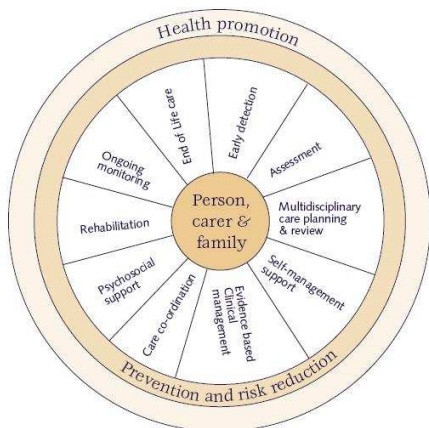 Health promotion
Early detection
Assessment
Multidisciplinary
care planning
& review
Self-management
support
Evidence based
Clinical
management
Care co-ordination
Psychosocial
support
Rehabilitation
Ongoing
monitoring
End of Life care
Person,
carer &
family
Prevention and risk reduction